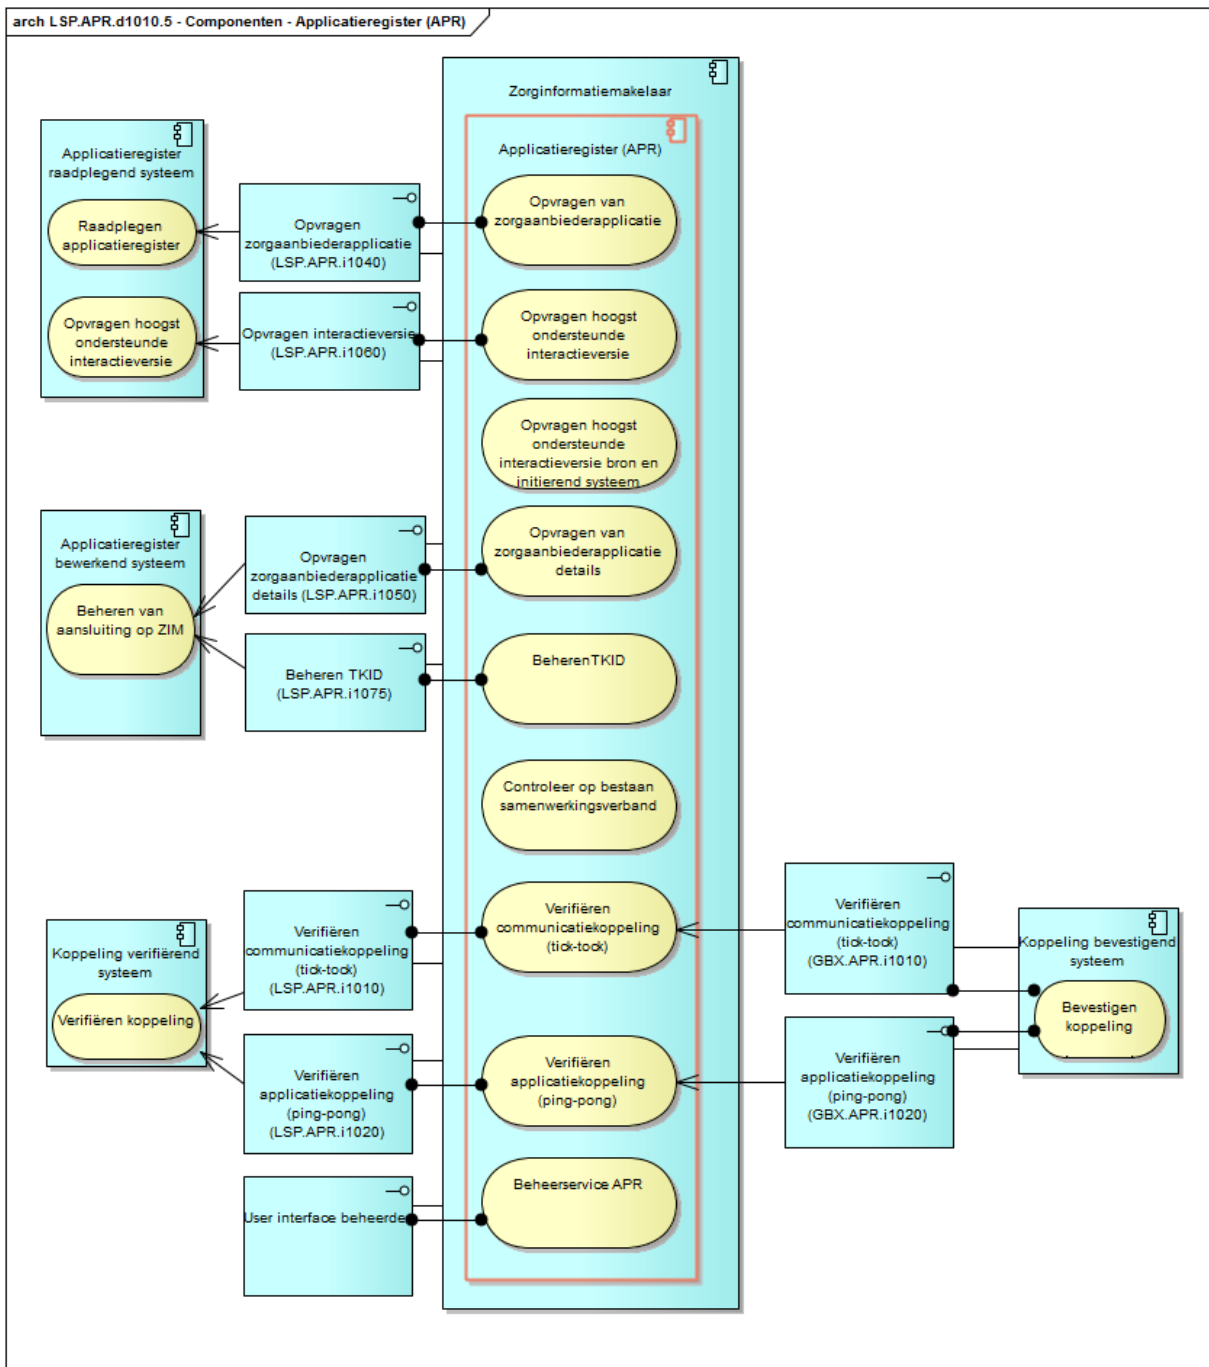 arch LSP.APR.d1010.5 - Componenten - Applicatieregister (APR)
Zorginformatiemakelaar
Applicatieregister (APR)
Applicatieregister
raadplegend systeem
Raadplegen
applicatieregister
Opvragen hoogst
ondersteunde
interactieversie
Opvragen
zorgaanbiederapplicatie
(LSP.APR.i1040)
Opvragen interactieversie
(LSP.APR.i1060)
Opvragen van
zorgaanbiederapplicatie
Opvragen hoogst
ondersteunde
interactieversie
Opvragen hoogst
ondersteunde
interactieversie bron en
initierend systeem
Applicatieregister
bewerkend systeem
Beheren van
aansluiting op ZIM
Opvragen
zorgaanbiederapplicatie
details (LSP.APR.i1050)
Beheren TKID
(LSP.APR.i1075)
Opvragen van
zorgaanbiederapplicatie
details
BeherenTKID
Controleer op bestaan
samenwerkingsverband
Koppeling verifiërend
systeem
Verifiëren koppeling
Verifiëren
communicatiekoppeling
(tick-tock)
(LSP.APR.i1010)
Verifiëren
applicatiekoppeling
(ping-pong)
(LSP.APR.i1020)
User interface beheerde
Verifiëren
communicatiekoppeling
(tick-tock)
Verifiëren
applicatiekoppeling
(ping-pong)
Beheerservice APR
Verifiëren
communicatiekoppeling
(tick-tock)
(GBX.APR.i1010)
Verifiëren
applicatiekoppeling
(ping-pong)
(GBX.APR.i1020)
Koppeling bevestigend
systeem
Bevestigen
koppeling